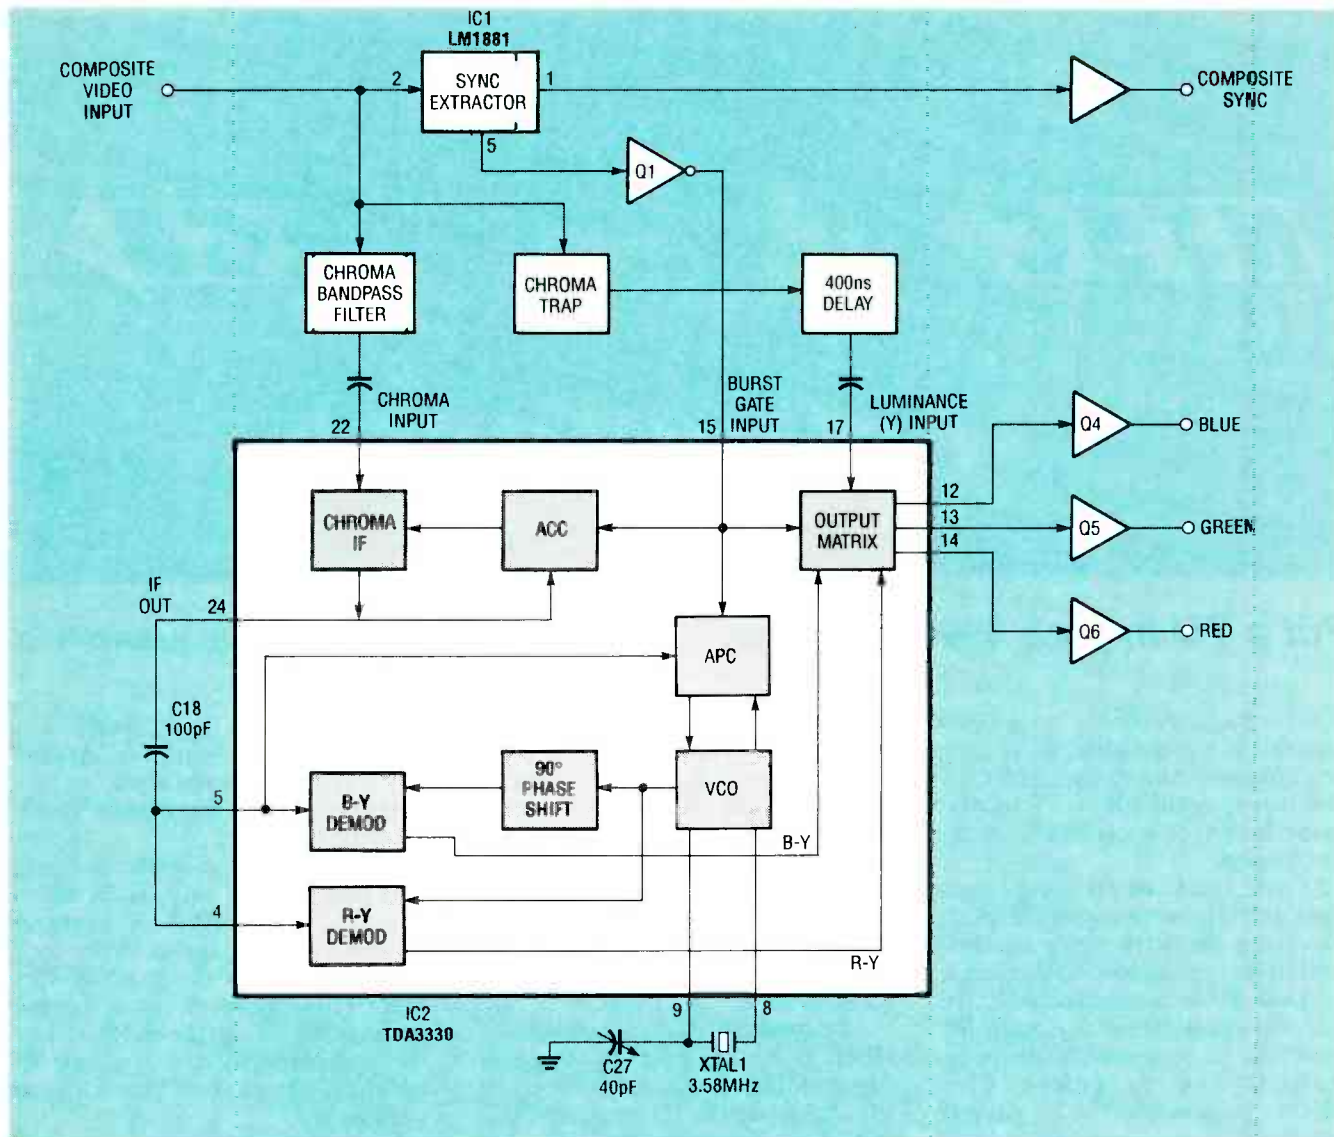 IC1
LM1881
COMPOSITE
VIDEO
INPUT
2
SYNC
EXTRACTOR
1
5
COMPOSITE
SYNC
Q1
CHROMA
BANDPASS
FILTER
CHROMA
TRAP
400ns
DELAY
CHROMA
INPUT
22
BURST
GATE
INPUT
15
LUMINANCE
(Y) INPUT
17
Q4
BLUE
12
13
14
CHROMA
IF
ACC
OUTPUT
MATRIX
Q5
GREEN
IF
OUT
24
APC
Q6
RED
C18
100pF
5
B-Y
DEMOD
90°
PHASE
SHIFT
VCO
B-Y
4
R-Y
DEMOD
R-Y
IC2
TDA3330
9
8
C27
40pF
XTAL1
3.58MHz